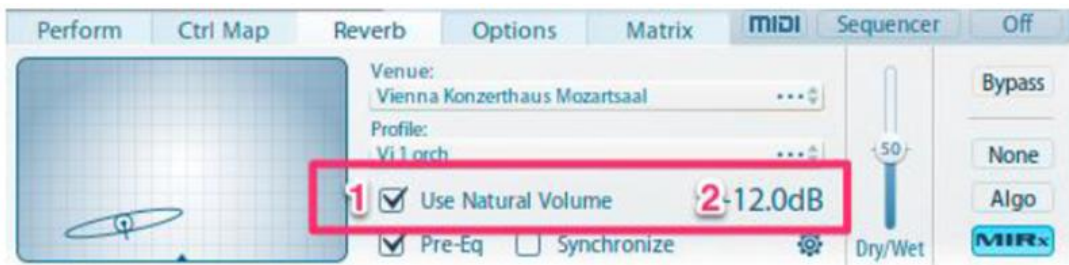 Perform Ctrl Map Reverb Options Matrix MIDI Sequencer Off
Venue:
Vienna Konzerthaus Mozartsaal
Bypass
Profile:
Vi 1 orch
50
None
1 Use Natural Volume 2 -12.0dB
Algo
Pre-Eq Synchronize
Dry/Wet
MIRx